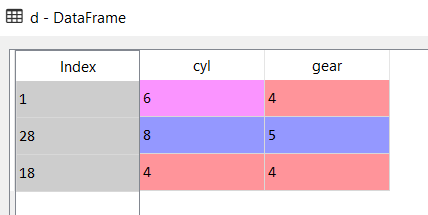 d - DataFrame
Index cyl gear
1 6 4
28 8 5
18 4 4